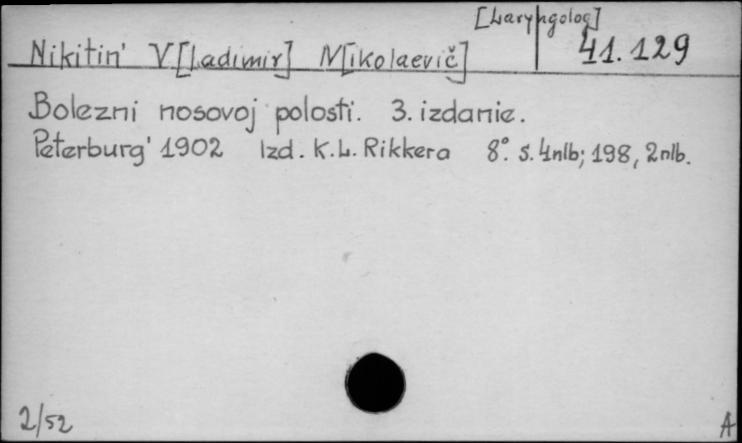 [Laryngolog]
Nikitin' V[ladimir] N[ikolaevič] 41.129
Bolezni nosovoj polosti. 3. izdanie.
Peterburg' 1902 Izd. K.L. Rikkera 8°. S. 4nlb; 198, 2nlb.
2/52 A